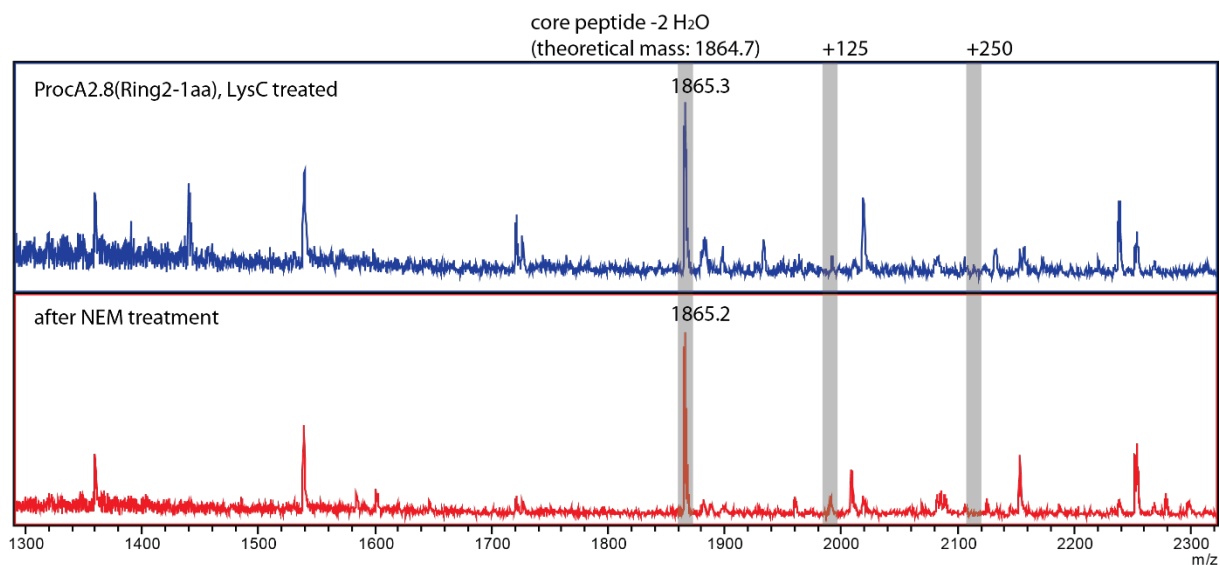 core peptide -2 H₂O
(theoretical mass: 1864.7) +125 +250
ProcA2.8(Ring2-1aa), LysC treated
1865.3
after NEM treatment
1865.2
1300 1400 1500 1600 1700 1800 1900 2000 2100 2200 2300
m/z